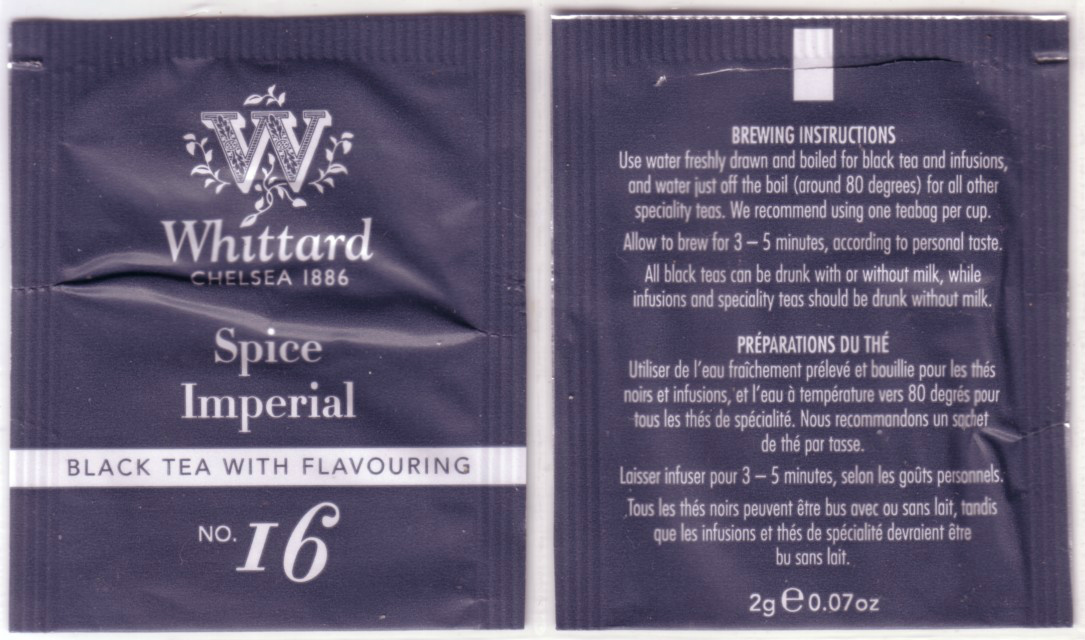 W
Whittard
CHELSEA 1886
Spice
Imperial
BLACK TEA WITH FLAVOURING
NO. 16
BREWING INSTRUCTIONS
Use water freshly drawn and boiled for black tea and infusions,
and water just off the boil (around 80 degrees) for all other
speciality teas. We recommend using one teabag per cup.
Allow to brew for 3 – 5 minutes, according to personal taste.
All black teas can be drunk with or without milk, while
infusions and speciality teas should be drunk without milk.
PRÉPARATIONS DU THÉ
Utiliser de l'eau fraîchement prélevé et bouillie pour les thés
noirs et infusions, et l'eau à température vers 80 degrés pour
tous les thés de spécialité. Nous recommandons un sachet
de thé par tasse.
Laisser infuser pour 3 – 5 minutes, selon les goûts personnels.
Tous les thés noirs peuvent être bus avec ou sans lait, tandis
que les infusions et thés de spécialité devraient être
bu sans lait.
2g ℮ 0.07oz